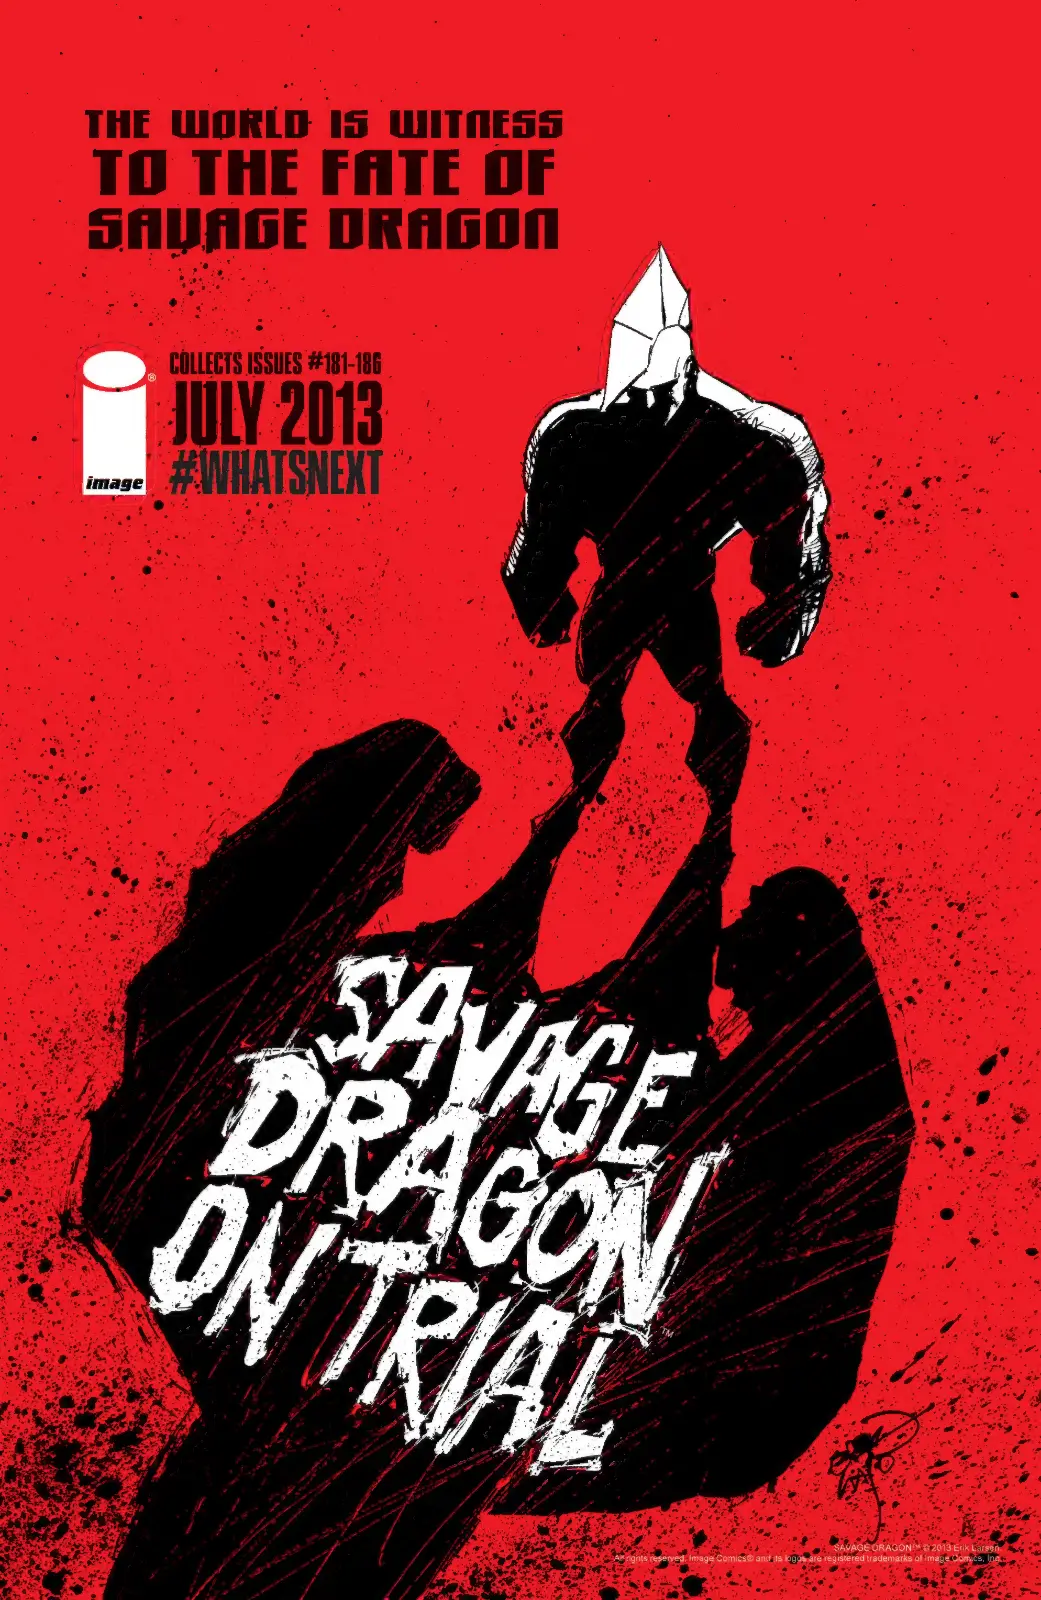 THE WORLD IS WITNESS
TO THE FATE OF
SAVAGE DRAGON
COLLECTS ISSUES #181-186
JULY 2013
#WHATSNEXT
image
®
SAVAGE
DRAGON
ON TRIAL
™
SAVAGE DRAGON™ © 2013 Erik Larsen.
All rights reserved. Image Comics® and its logos are registered trademarks of Image Comics, Inc.